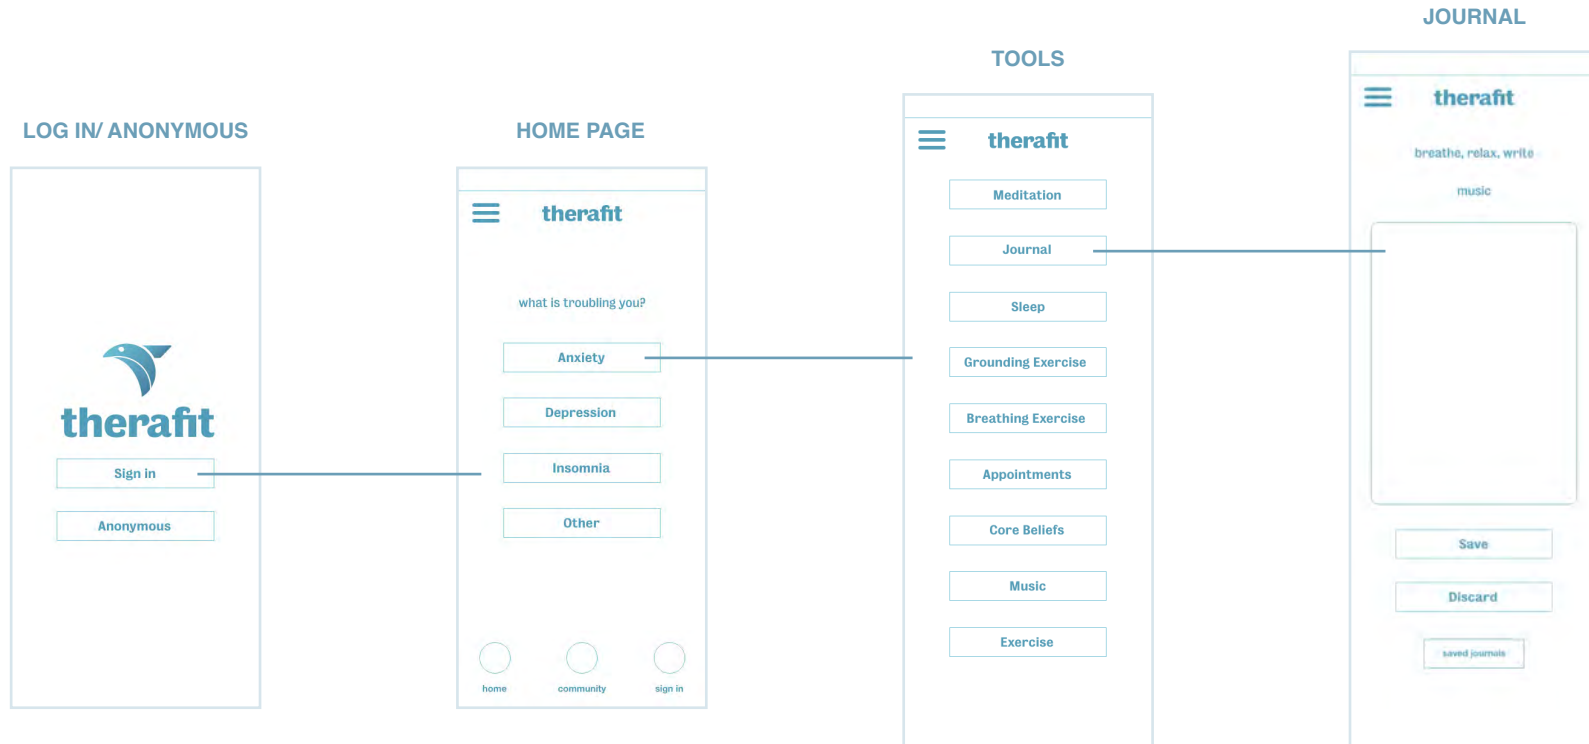 LOG IN/ ANONYMOUS
therafit
Sign in
Anonymous
HOME PAGE
therafit
what is troubling you?
Anxiety
Depression
Insomnia
Other
home
community
sign in
TOOLS
therafit
Meditation
Journal
Sleep
Grounding Exercise
Breathing Exercise
Appointments
Core Beliefs
Music
Exercise
JOURNAL
therafit
breathe, relax, write
music
Save
Discard
saved journals